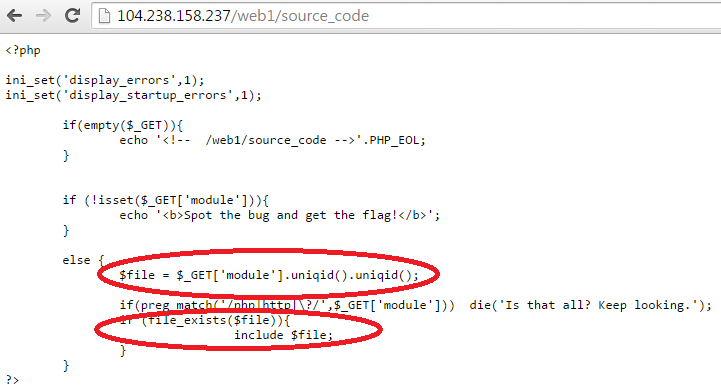 104.238.158.237/web1/source_code
<?php
ini_set('display_errors',1);
ini_set('display_startup_errors',1);
if(empty($_GET)){
echo '<!--  /web1/source_code -->'.PHP_EOL;
}
if (!isset($_GET['module'])){
echo '<b>Spot the bug and get the flag!</b>';
}
else {
$file = $_GET['module'].uniqid().uniqid();
if(preg_match('/php|http|\?/',$_GET['module']))  die('Is that all? Keep looking.');
if (file_exists($file)){
include $file;
}
}
?>